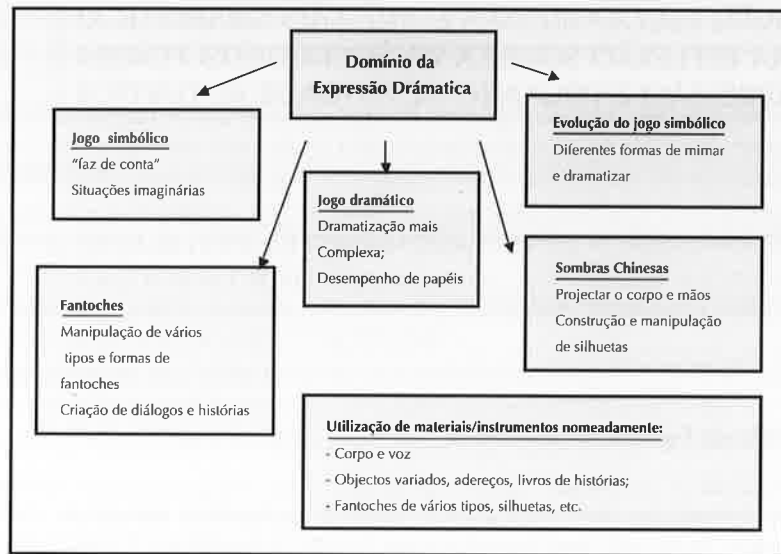 Domínio da
Expressão Drámatica
Jogo simbólico
"faz de conta"
Situações imaginárias
Evolução do jogo simbólico
Diferentes formas de mimar
e dramatizar
Jogo dramático
Dramatização mais
Complexa;
Desempenho de papéis
Sombras Chinesas
Projectar o corpo e mãos
Construção e manipulação
de silhuetas
Fantoches
Manipulação de vários
tipos e formas de
fantoches
Criação de diálogos e histórias
Utilização de materiais/instrumentos nomeadamente:
- Corpo e voz
- Objectos variados, adereços, livros de histórias;
- Fantoches de vários tipos, silhuetas, etc.